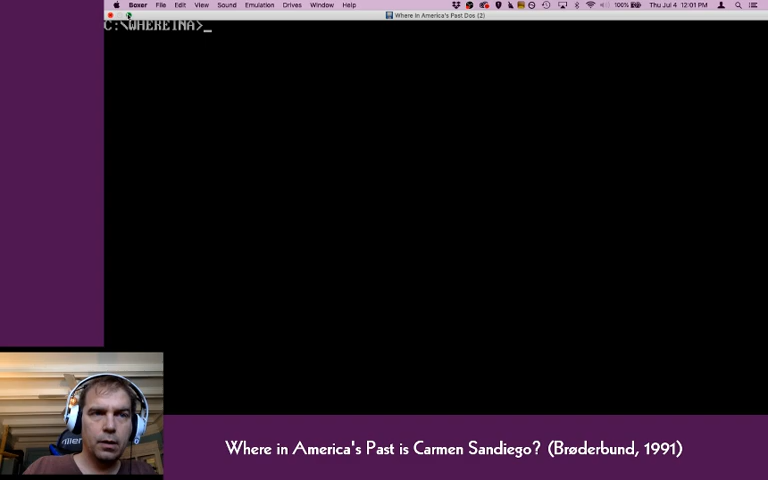 Boxer File Edit View Sound Emulation Drives Window Help 100% Thu Jul 4 12:01 PM
Where in America's Past Dos (2)
C:\WHEREINA>_
Where in America's Past is Carmen Sandiego? (Brøderbund, 1991)